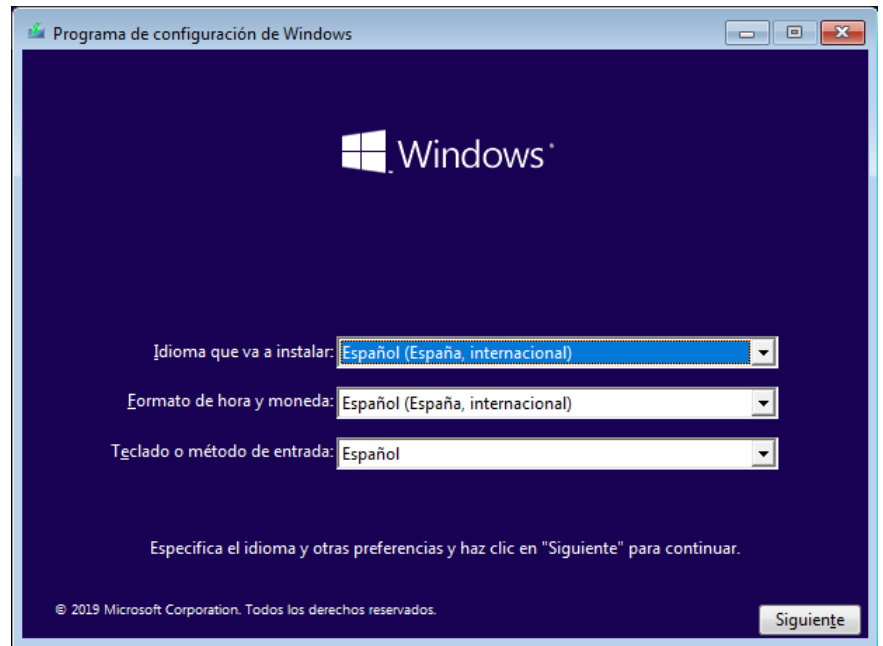 Programa de configuración de Windows
Windows
Idioma que va a instalar: Español (España, internacional)
Formato de hora y moneda: Español (España, internacional)
Teclado o método de entrada: Español
Especifica el idioma y otras preferencias y haz clic en "Siguiente" para continuar.
© 2019 Microsoft Corporation. Todos los derechos reservados.
Siguiente